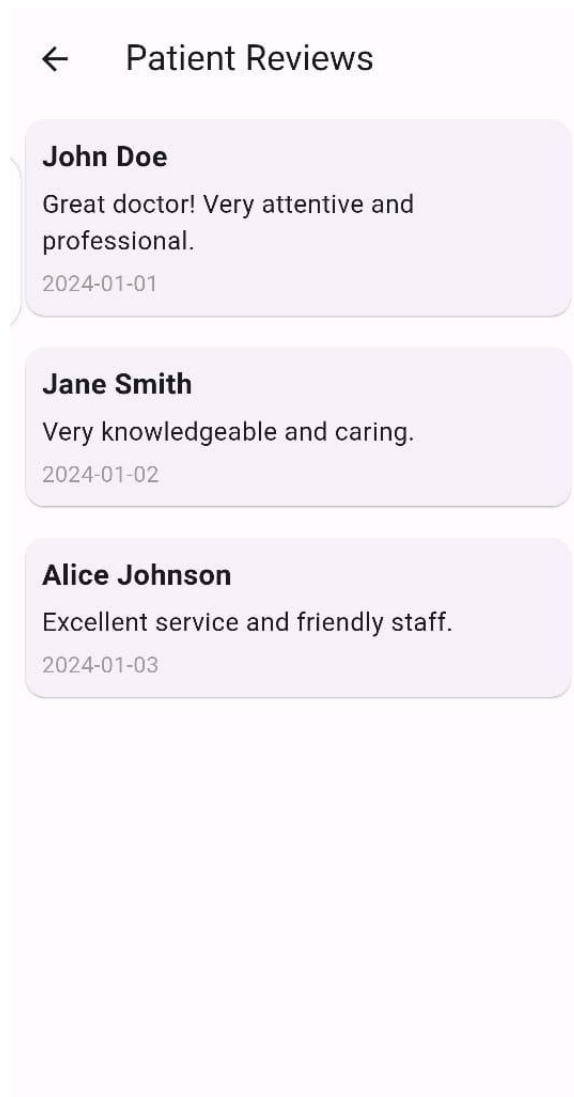 Patient Reviews
John Doe
Great doctor! Very attentive and
professional.
2024-01-01
Jane Smith
Very knowledgeable and caring.
2024-01-02
Alice Johnson
Excellent service and friendly staff.
2024-01-03